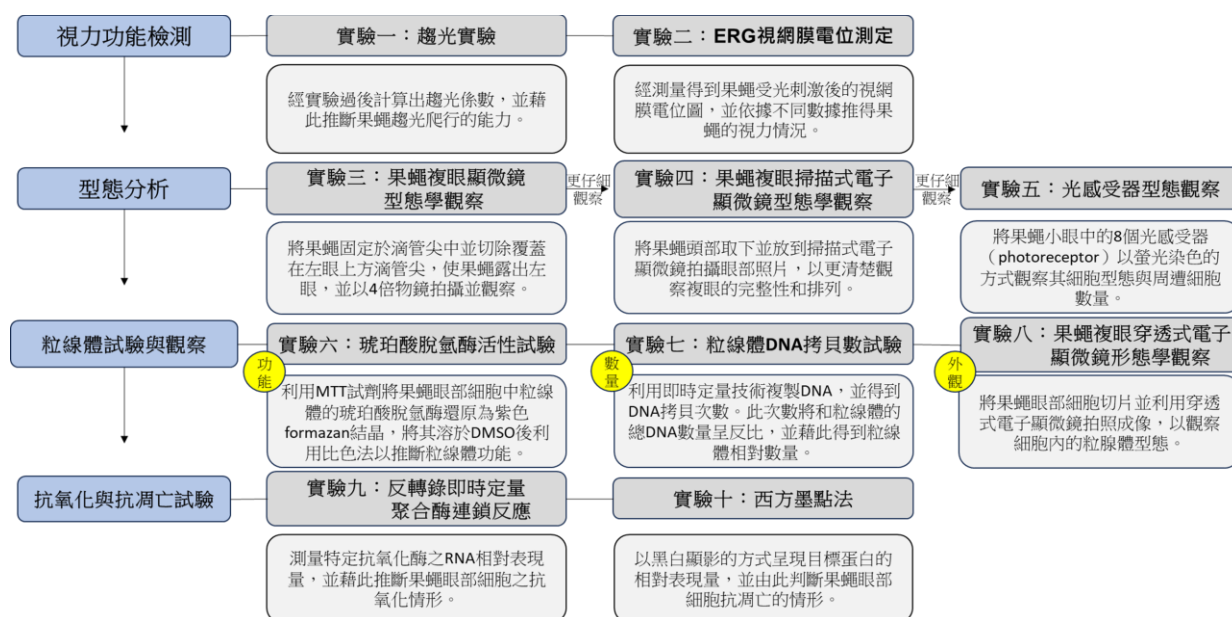 視力功能檢測
實驗一：趨光實驗
實驗二：ERG視網膜電位測定
經實驗過後計算出趨光係數，並藉
此推斷果蠅趨光爬行的能力。
經測量得到果蠅受光刺激後的視網
膜電位圖，並依據不同數據推得果
蠅的視力情況。
型態分析
實驗三：果蠅複眼顯微鏡
型態學觀察
更仔細
觀察
實驗四：果蠅複眼掃描式電子
顯微鏡型態學觀察
更仔細
觀察
實驗五：光感受器型態觀察
將果蠅固定於滴管尖中並切除覆蓋
在左眼上方滴管尖，使果蠅露出左
眼，並以4倍物鏡拍攝並觀察。
將果蠅頭部取下並放到掃描式電子
顯微鏡拍攝眼部照片，以更清楚觀
察複眼的完整性和排列。
將果蠅小眼中的8個光感受器
（photoreceptor）以螢光染色的
方式觀察其細胞型態與周遭細胞
數量。
粒線體試驗與觀察
功能
實驗六：琥珀酸脫氫酶活性試驗
數量
實驗七：粒線體DNA拷貝數試驗
外觀
實驗八：果蠅複眼穿透式電子
顯微鏡形態學觀察
利用MTT試劑將果蠅眼部細胞中粒線
體的琥珀酸脫氫酶還原為紫色
formazan結晶，將其溶於DMSO後利
用比色法以推斷粒線體功能。
利用即時定量技術複製DNA，並得到
DNA拷貝次數。此次數將和粒線體的
總DNA數量呈反比，並藉此得到粒線
體相對數量。
將果蠅眼部細胞切片並利用穿透
式電子顯微鏡拍照成像，以觀察
細胞內的粒腺體型態。
抗氧化與抗凋亡試驗
實驗九：反轉錄即時定量
聚合酶連鎖反應
實驗十：西方墨點法
測量特定抗氧化酶之RNA相對表現
量，並藉此推斷果蠅眼部細胞之抗
氧化情形。
以黑白顯影的方式呈現目標蛋白的
相對表現量，並由此判斷果蠅眼部
細胞抗凋亡的情形。